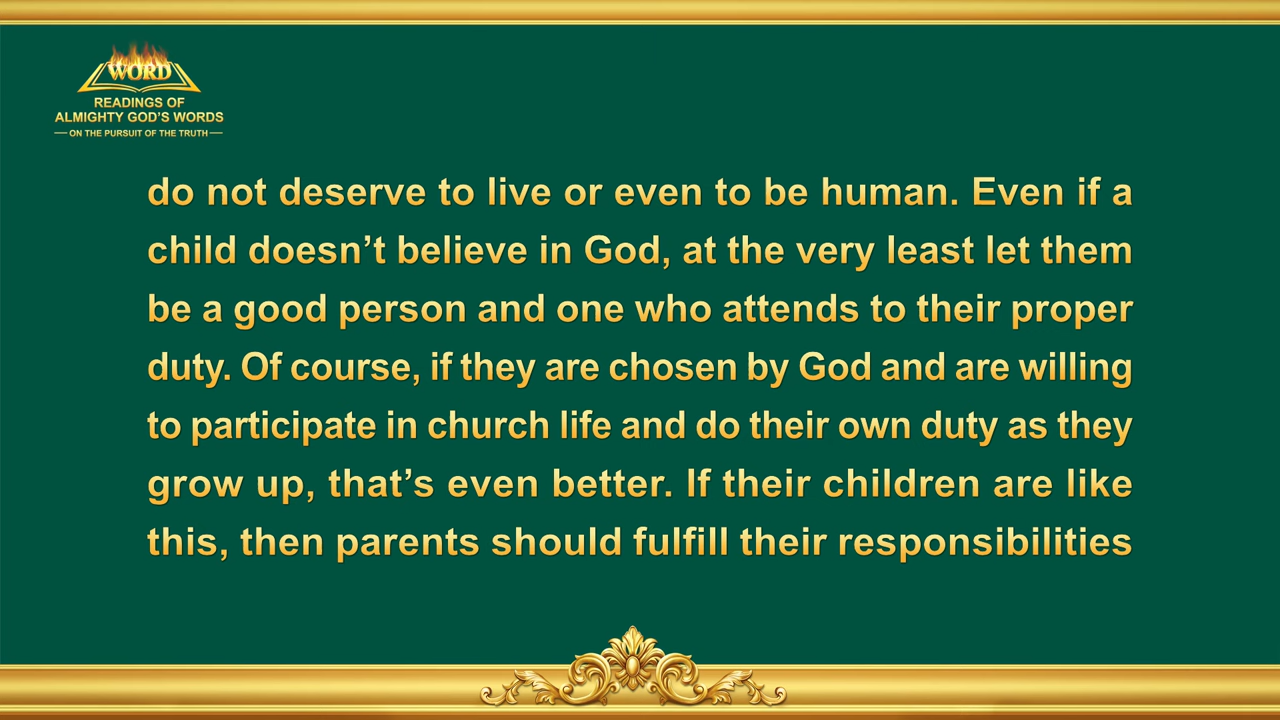 WORD
READINGS OF
ALMIGHTY GOD'S WORDS
— ON THE PURSUIT OF THE TRUTH —
do not deserve to live or even to be human. Even if a
child doesn’t believe in God, at the very least let them
be a good person and one who attends to their proper
duty. Of course, if they are chosen by God and are willing
to participate in church life and do their own duty as they
grow up, that’s even better. If their children are like
this, then parents should fulfill their responsibilities